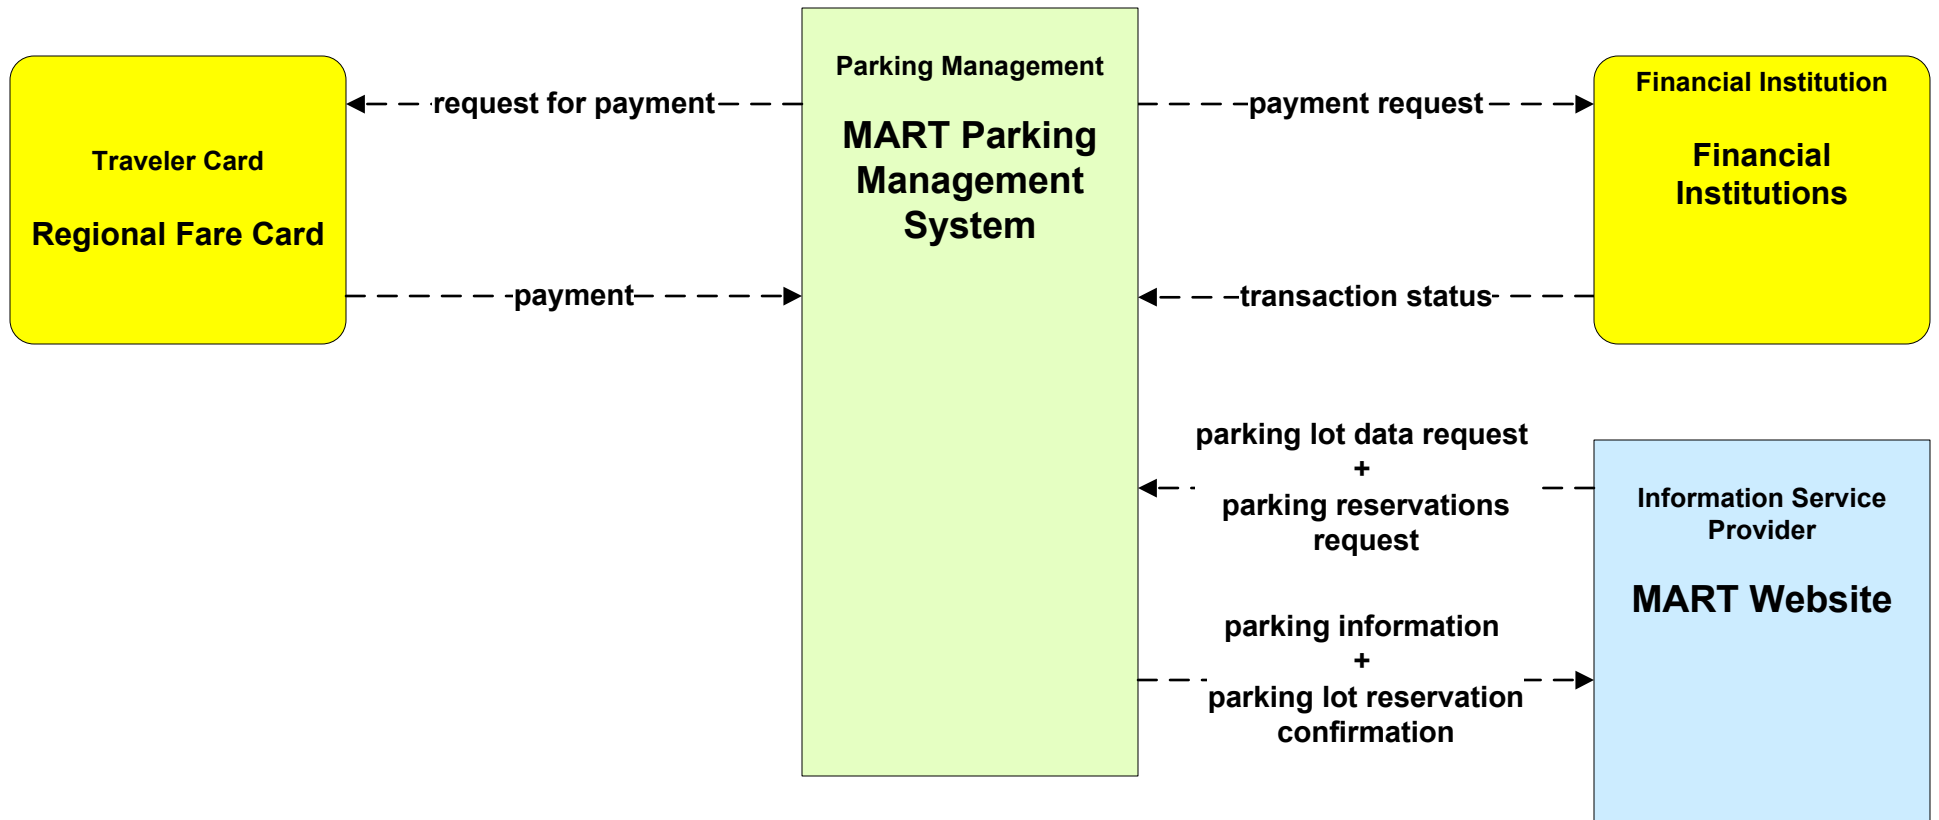 Traveler Card
Regional Fare Card
request for payment
payment
Parking Management
MART Parking
Management
System
payment request
transaction status
Financial Institution
Financial
Institutions
parking lot data request
+
parking reservations
request
parking information
+
parking lot reservation
confirmation
Information Service
Provider
MART Website